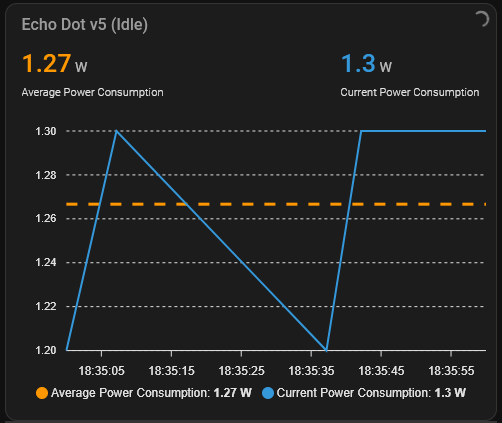 Echo Dot v5 (Idle)
1.27 W
1.3 W
Average Power Consumption
Current Power Consumption
1.30
1.28
1.26
1.24
1.22
1.20
18:35:05 18:35:15 18:35:25 18:35:35 18:35:45 18:35:55
Average Power Consumption: 1.27 W Current Power Consumption: 1.3 W